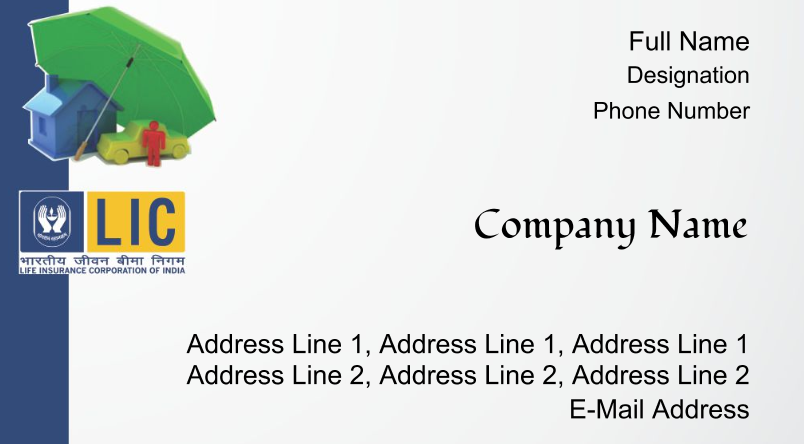 Full Name
Designation
Phone Number
LIC
भारतीय जीवन बीमा निगम
LIFE INSURANCE CORPORATION OF INDIA
Company Name
Address Line 1, Address Line 1, Address Line 1
Address Line 2, Address Line 2, Address Line 2
E-Mail Address